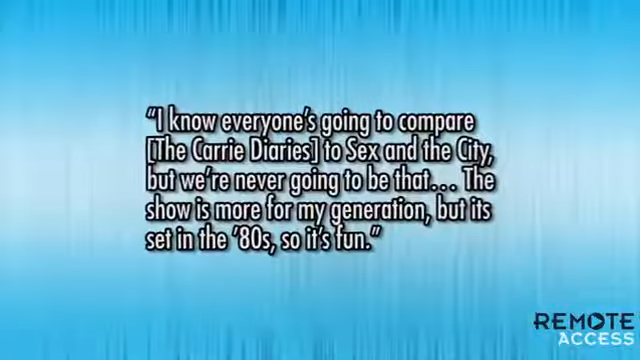 “I know everyone’s going to compare
[The Carrie Diaries] to Sex and the City,
but we’re never going to be that… The
show is more for my generation, but its
set in the ’80s, so it’s fun.”
REMOTE
ACCESS